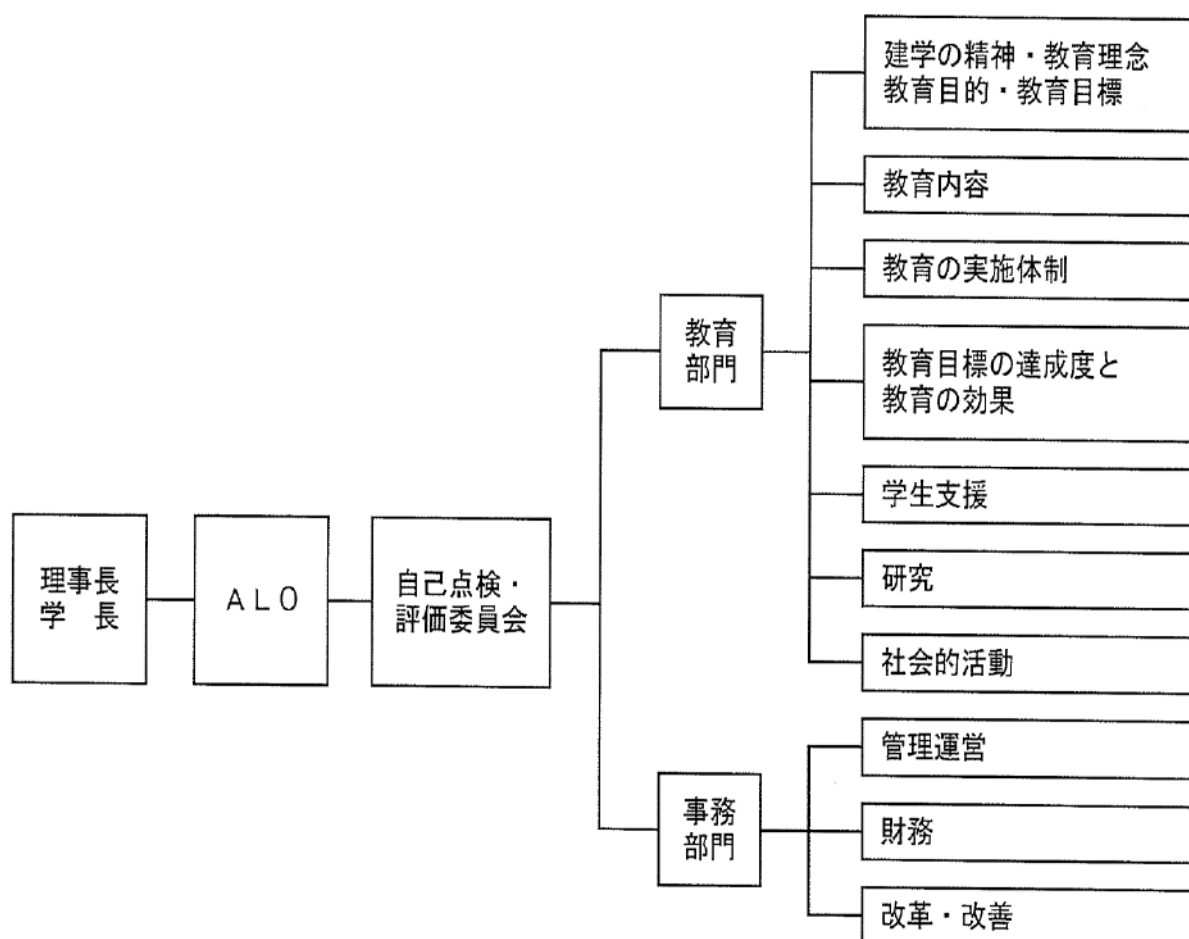 理事長
学　長
ＡＬＯ
自己点検・
評価委員会
教育
部門
事務
部門
建学の精神・教育理念
教育目的・教育目標
教育内容
教育の実施体制
教育目標の達成度と
教育の効果
学生支援
研究
社会的活動
管理運営
財務
改革・改善